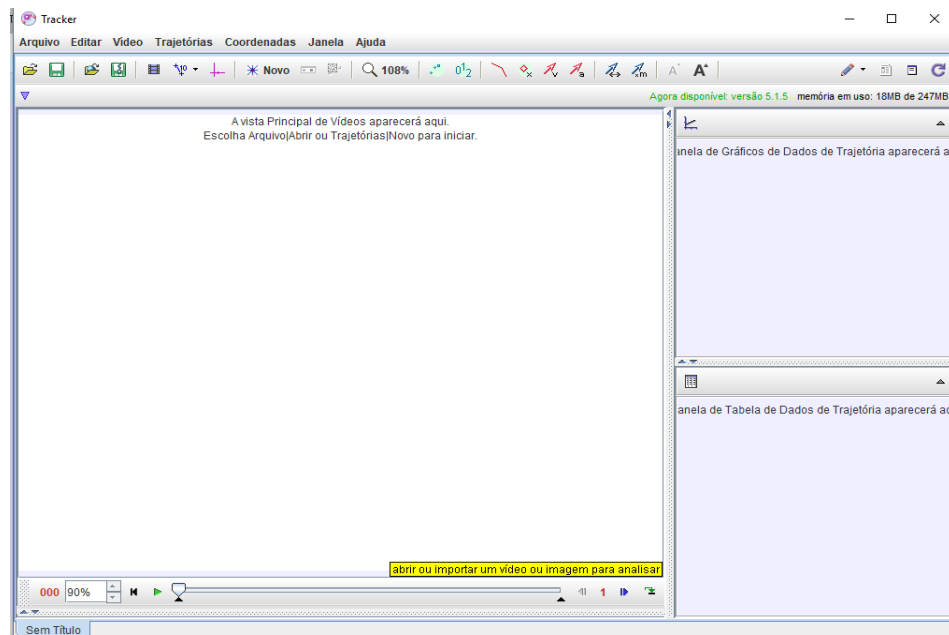 Tracker
Arquivo Editar Video Trajetórias Coordenadas Janela Ajuda
Novo 108%
Agora disponível: versão 5.1.5 memória em uso: 18MB de 247MB
A vista Principal de Vídeos aparecerá aqui.
Escolha Arquivo|Abrir ou Trajetórias|Novo para iniciar.
anela de Gráficos de Dados de Trajetória aparecerá a
anela de Tabela de Dados de Trajetória aparecerá
abrir ou importar um vídeo ou imagem para analisar
000 90% 1
Sem Título